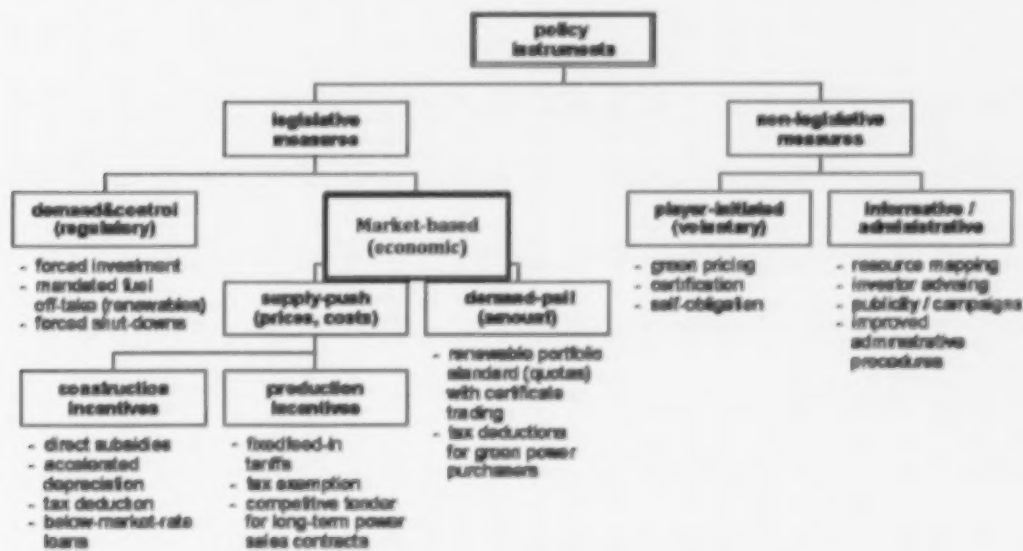 policy
instruments
legislative
measures
non-legislative
measures
demand&control
(regulatory)
- forced investment
- mandated fuel
off-take (renewables)
- forced shut-downs
Market-based
(economic)
player-initiated
(voluntary)
- green pricing
- certification
- self-obligation
informative /
administrative
- resource mapping
- investor advising
- publicity / campaigns
- improved
administrative
procedures
supply-push
(prices, costs)
demand-pull
(amount)
- renewable portfolio
standard (quotes)
with certificate
trading
- tax deductions
for green power
purchasers
construction
incentives
- direct subsidies
- accelerated
depreciation
- tax deduction
- below-market-rate
loans
production
incentives
- fixed feed-in
tariffs
- tax exemption
- competitive tender
for long-term power
sales contracts